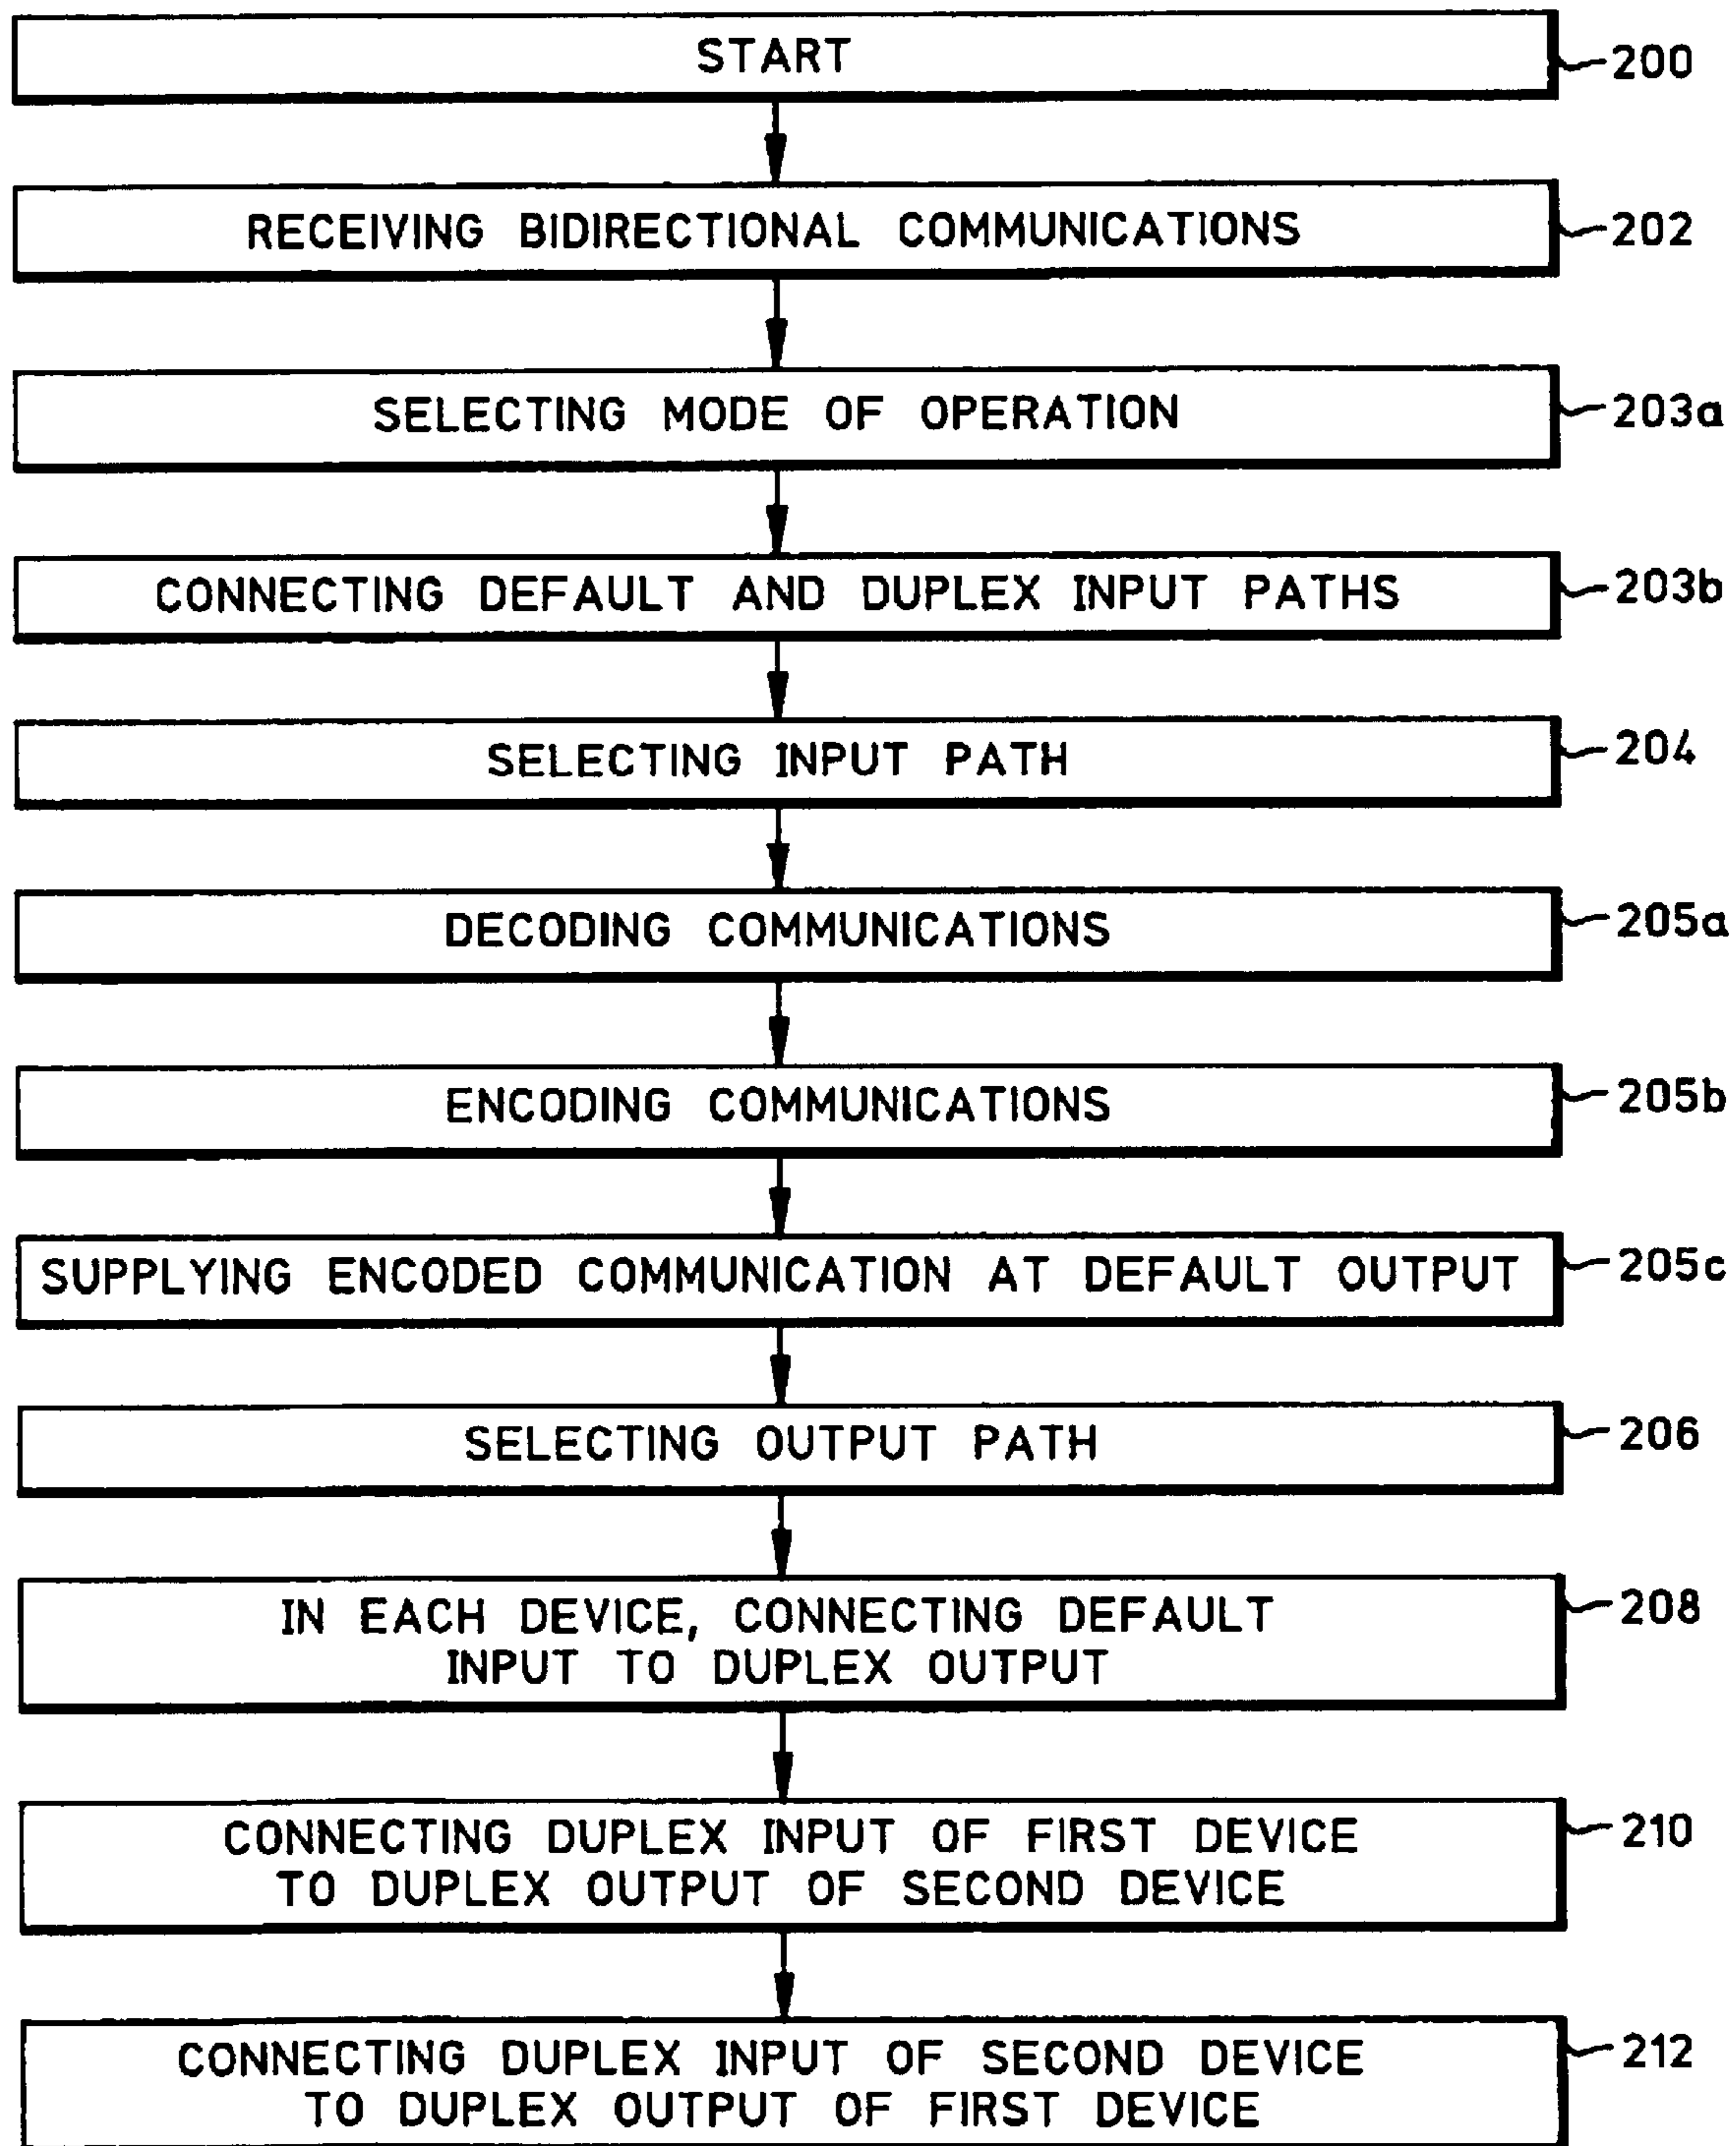 START
200
RECEIVING BIDIRECTIONAL COMMUNICATIONS
202
SELECTING MODE OF OPERATION
203a
CONNECTING DEFAULT AND DUPLEX INPUT PATHS
203b
SELECTING INPUT PATH
204
DECODING COMMUNICATIONS
205a
ENCODING COMMUNICATIONS
205b
SUPPLYING ENCODED COMMUNICATION AT DEFAULT OUTPUT
205c
SELECTING OUTPUT PATH
206
IN EACH DEVICE, CONNECTING DEFAULT
INPUT TO DUPLEX OUTPUT
208
CONNECTING DUPLEX INPUT OF FIRST DEVICE
TO DUPLEX OUTPUT OF SECOND DEVICE
210
CONNECTING DUPLEX INPUT OF SECOND DEVICE
TO DUPLEX OUTPUT OF FIRST DEVICE
212